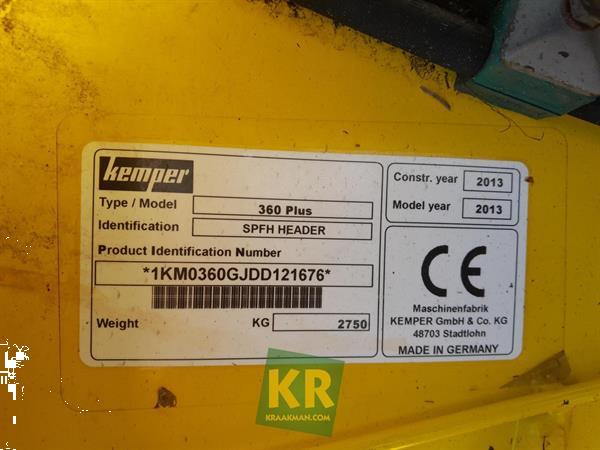 kemper
Type / Model 360 Plus
Identification SPFH HEADER
Product Identification Number
*1KM0360GJDD121676*
Weight KG 2750
Constr. year 2013
Model year 2013
CE
Maschinenfabrik
KEMPER GmbH & Co. KG
48703 Stadtlohn
MADE IN GERMANY
KR
KRAAKMAN.COM